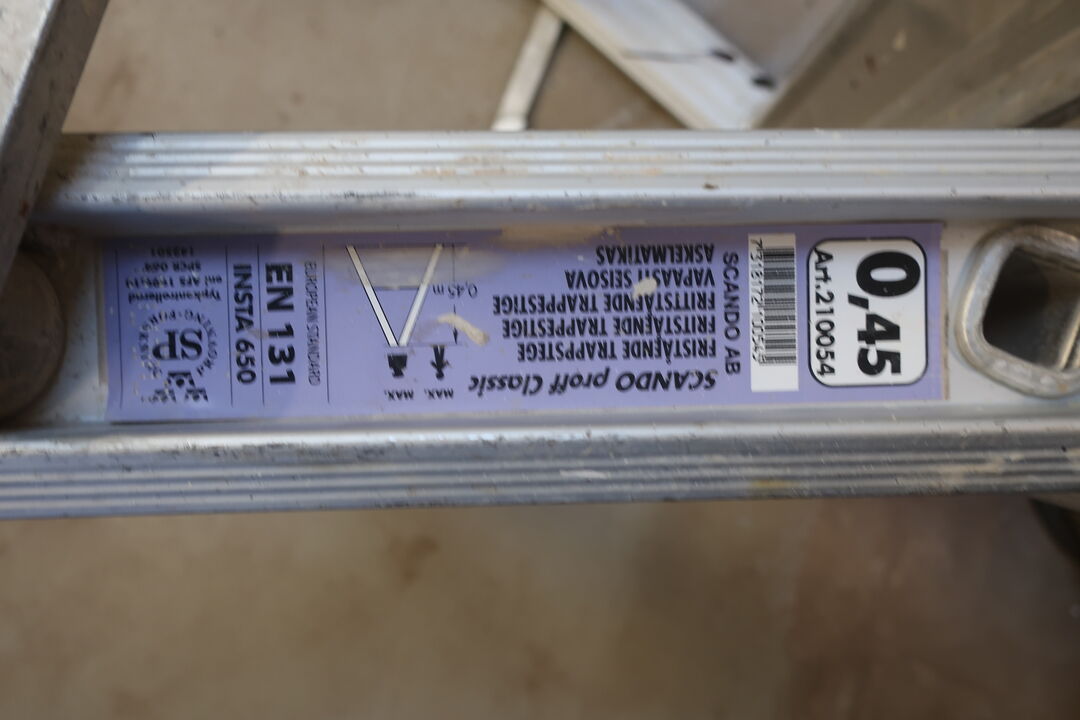 0,45
Art.210054
SCANDO AB.
SCANDO proff Classic
FRISTÅENDE TRAPPSTEGE
FRITSTÅENDE TRAPPESTIGE
FRITTSTÅENDE TRAPPESTIGE
VAPAASTI SEISOVA
ASKELMATIKAS
MAX.
MAX.
0,45 m
EUROPEAN STANDARD
EN 131
INSTA 650
SP
Typkontrollerad